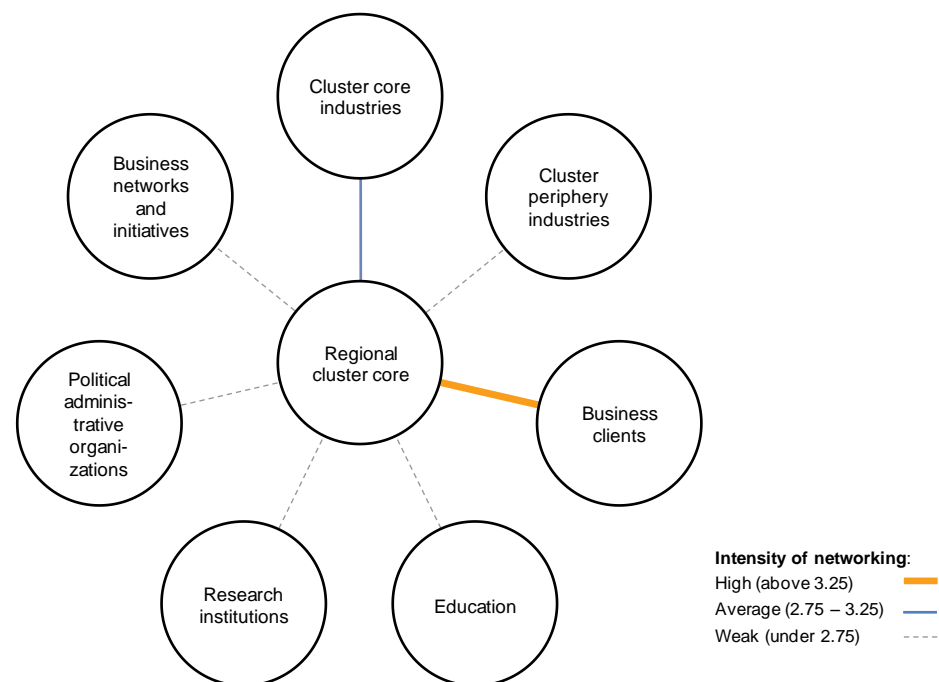 Cluster core
industries
Business
networks
and
initiatives
Cluster
periphery
industries
Regional
cluster core
Political
adminis-
trative
organi-
zations
Business
clients
Research
institutions
Education
Intensity of networking:
High (above 3.25)
Average (2.75 – 3.25)
Weak (under 2.75)